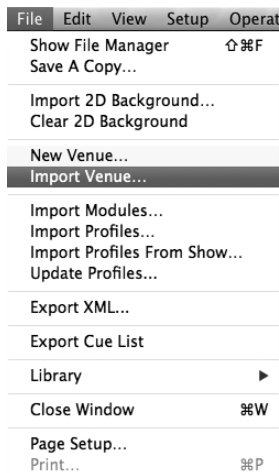 File Edit View Setup Operat
Show File Manager ⇧⌘F
Save A Copy...
Import 2D Background...
Clear 2D Background
New Venue...
Import Venue...
Import Modules...
Import Profiles...
Import Profiles From Show...
Update Profiles...
Export XML...
Export Cue List
Library ▶
Close Window ⌘W
Page Setup...
Print... ⌘P